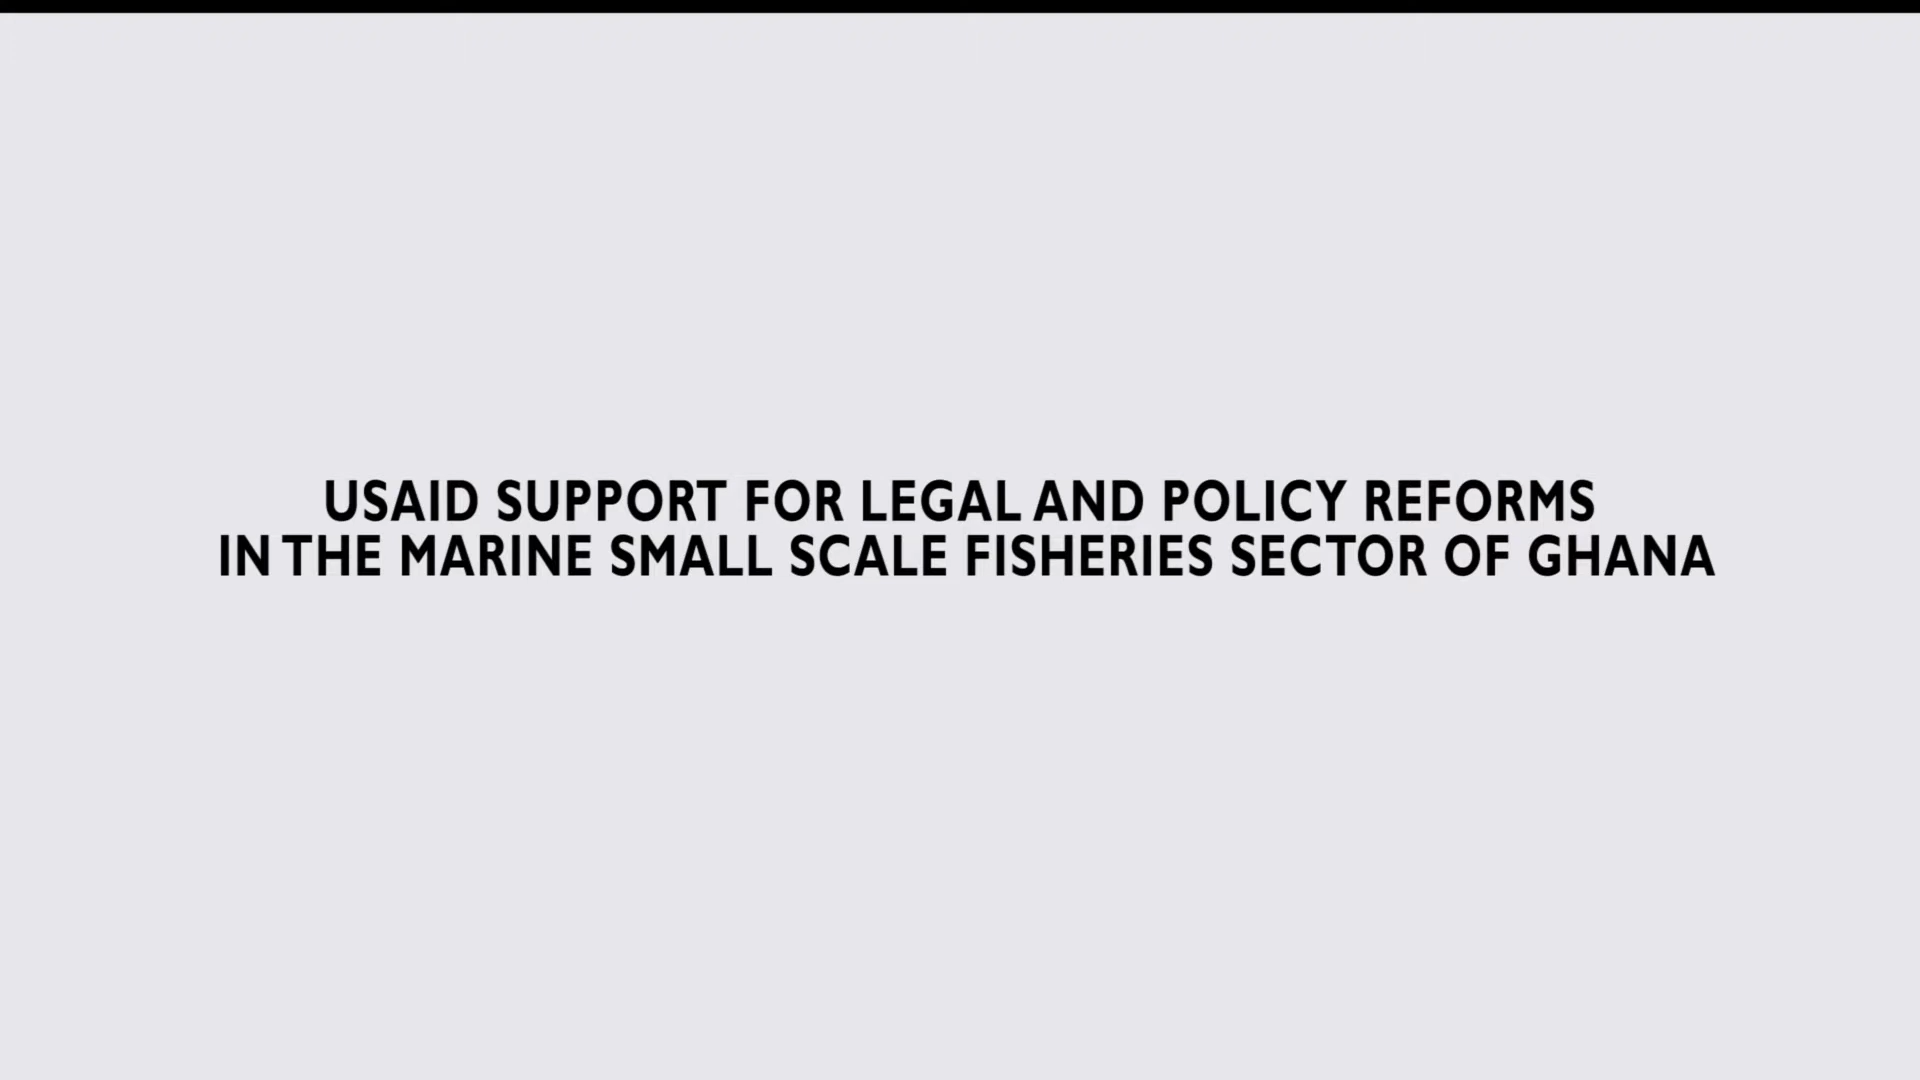 USAID SUPPORT FOR LEGAL AND POLICY REFORMS
IN THE MARINE SMALL SCALE FISHERIES SECTOR OF GHANA